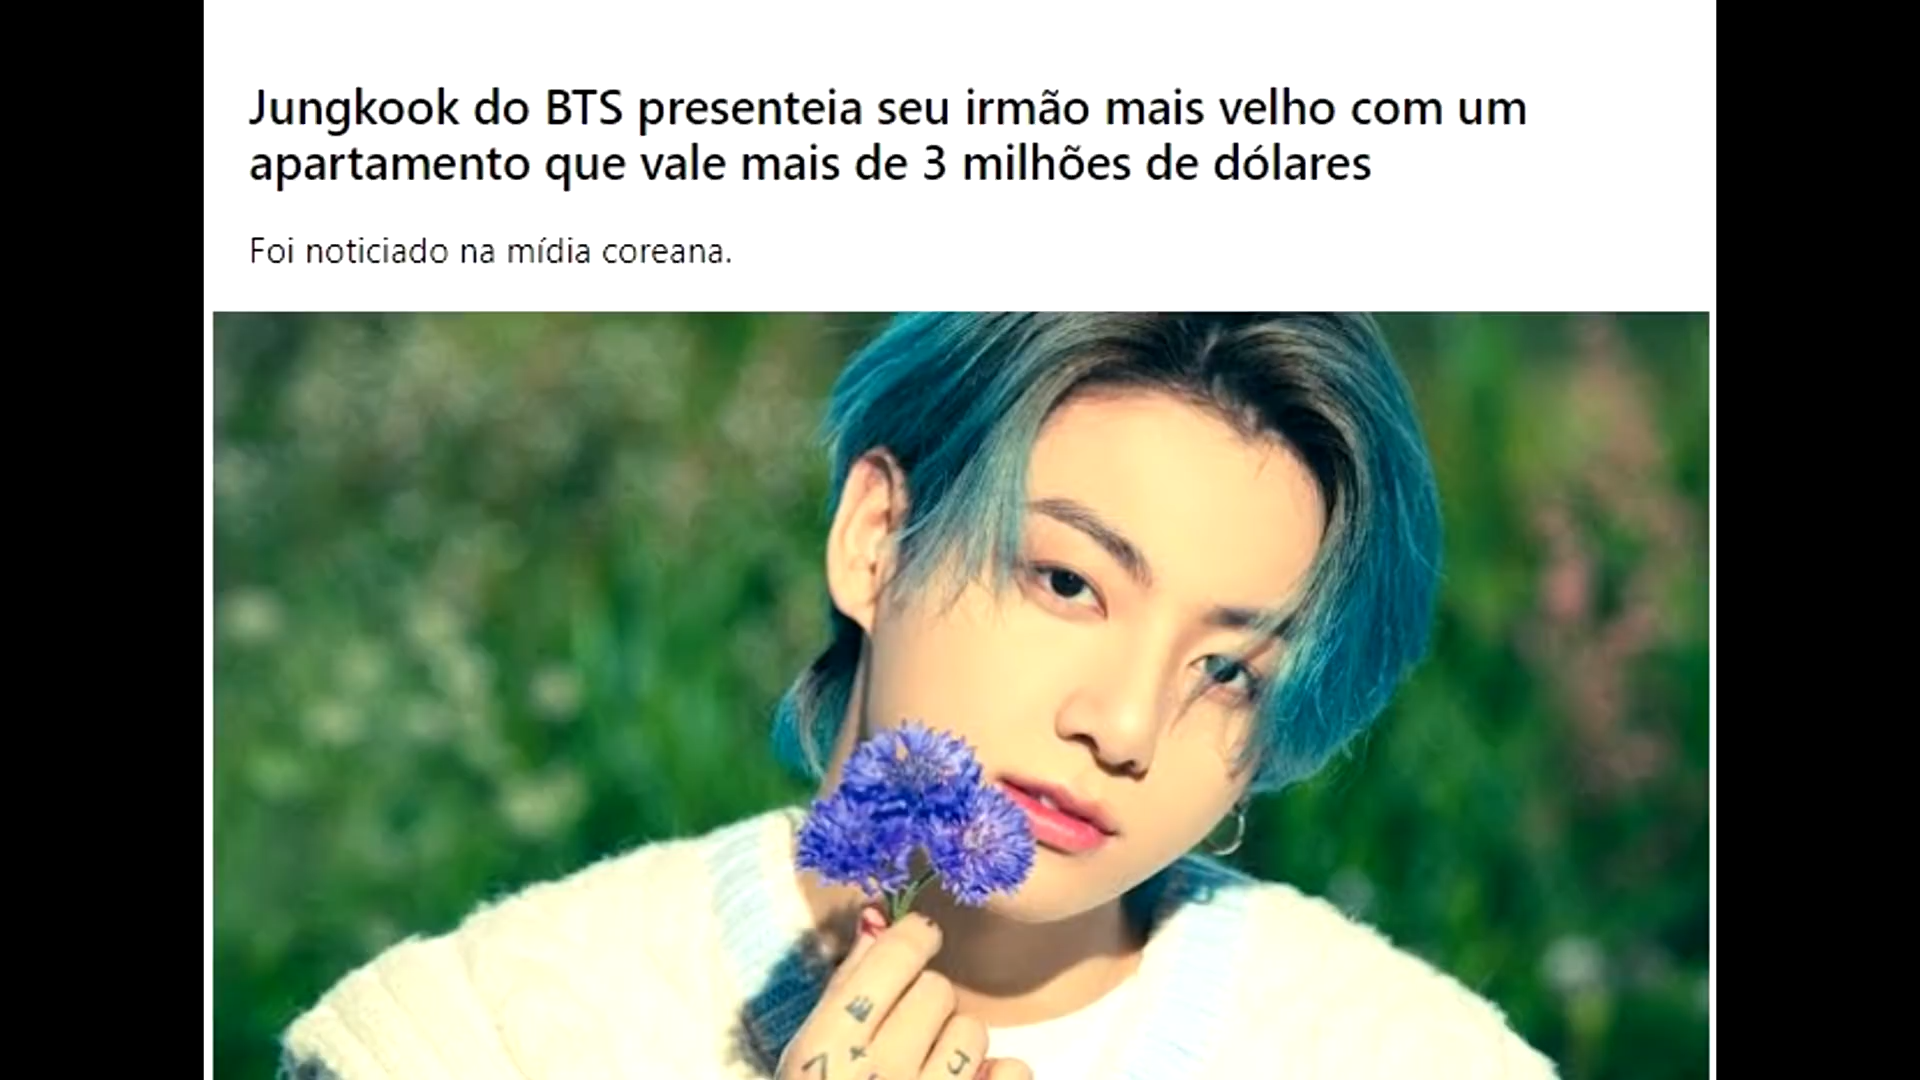 Jungkook do BTS presenteia seu irmão mais velho com um
apartamento que vale mais de 3 milhões de dólares
Foi noticiado na mídia coreana.